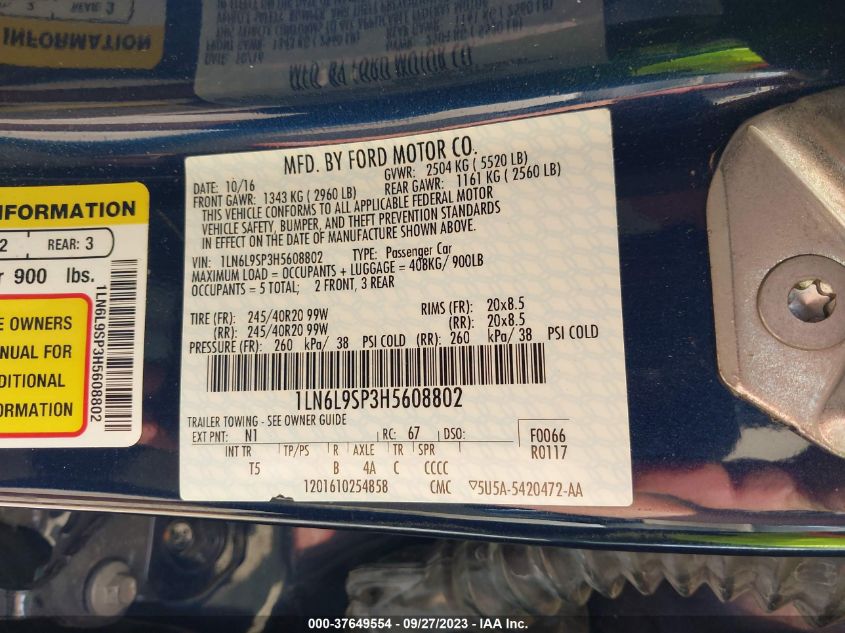 MFD. BY FORD MOTOR CO.
DATE: 10/16 GVWR: 2504 KG ( 5520 LB)
FRONT GAWR: 1343 KG ( 2960 LB) REAR GAWR: 1161 KG ( 2560 LB)
THIS VEHICLE CONFORMS TO ALL APPLICABLE FEDERAL MOTOR
VEHICLE SAFETY, BUMPER, AND THEFT PREVENTION STANDARDS
IN EFFECT ON THE DATE OF MANUFACTURE SHOWN ABOVE.
VIN: 1LN6L9SP3H5608802 TYPE: Passenger Car
MAXIMUM LOAD = OCCUPANTS + LUGGAGE = 408KG/ 900LB
OCCUPANTS = 5 TOTAL; 2 FRONT, 3 REAR
TIRE (FR): 245/40R20 99W RIMS (FR): 20x8.5
(RR): 245/40R20 99W (RR): 20x8.5
PRESSURE (FR): 260 kPa/ 38 PSI COLD (RR): 260 kPa/ 38 PSI COLD
1LN6L9SP3H5608802
TRAILER TOWING - SEE OWNER GUIDE
EXT PNT: N1 RC: 67 DSO: F0066
INT TR TP/PS R AXLE TR SPR R0117
T5 B 4A C CCCC
1201610254858 CMC ▽5U5A-5420472-AA
INFORMATION
2 REAR: 3
900 lbs.
OWNERS
MANUAL FOR
INFORMATION
1LN6L9SP3H5608802
000-37649554 / 09/27/2023 / IAA Inc.